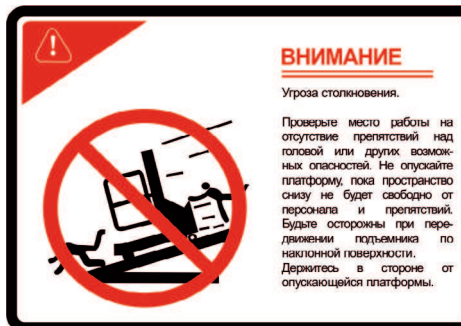 ВНИМАНИЕ
Угроза столкновения.
Проверьте место работы на
отсутствие препятствий над
головой или других возмож-
ных опасностей. Не опускайте
платформу, пока пространство
снизу не будет свободно от
персонала и препятствий.
Будьте осторожны при пере-
движении подъемника по
наклонной поверхности.
Держитесь в стороне от
опускающейся платформы.